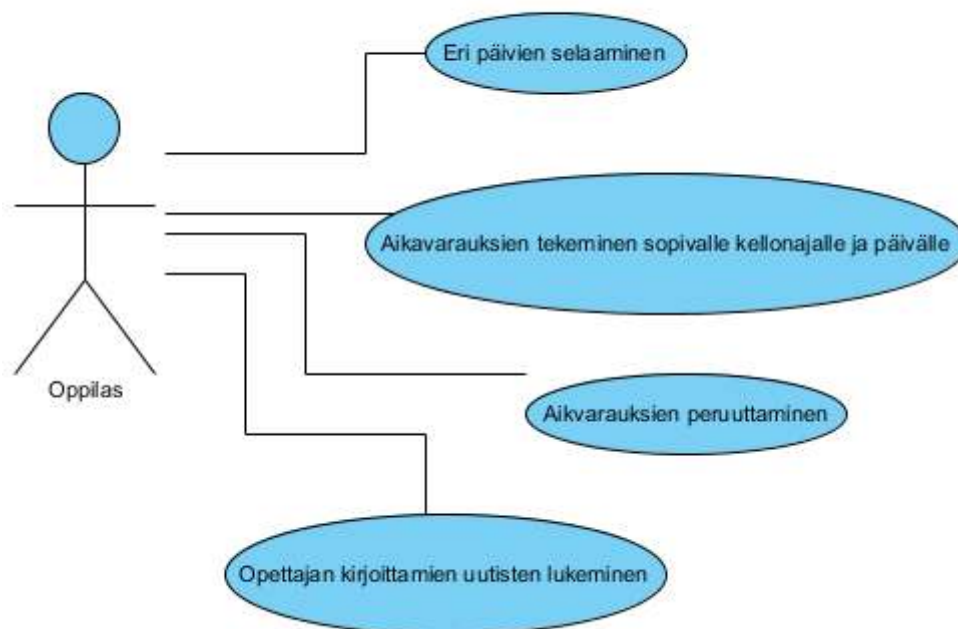 Eri päivien selaaminen
Aikavarauksien tekeminen sopivalle kellonajalle ja päivälle
Oppilas
Aikvarauksien peruuttaminen
Opettajan kirjoittamien uutisten lukeminen